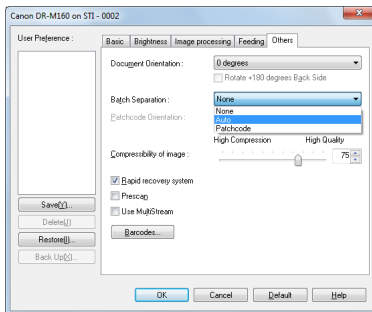 Canon DR-M160 on STI - 0002
User Preference :
Basic Brightness Image processing Feeding Others
Document Orientation : 0 degrees
Rotate +180 degrees Back Side
Batch Separation : None
None
Auto
Patchcode
Patchcode Orientation :
High Compression High Quality
Compressibility of image : 75
Rapid recovery system
Prescan
Use MultiStream
Barcodes...
Save(Y)...
Delete(J)
Restore(I)...
Back Up(X)...
OK Cancel Default Help